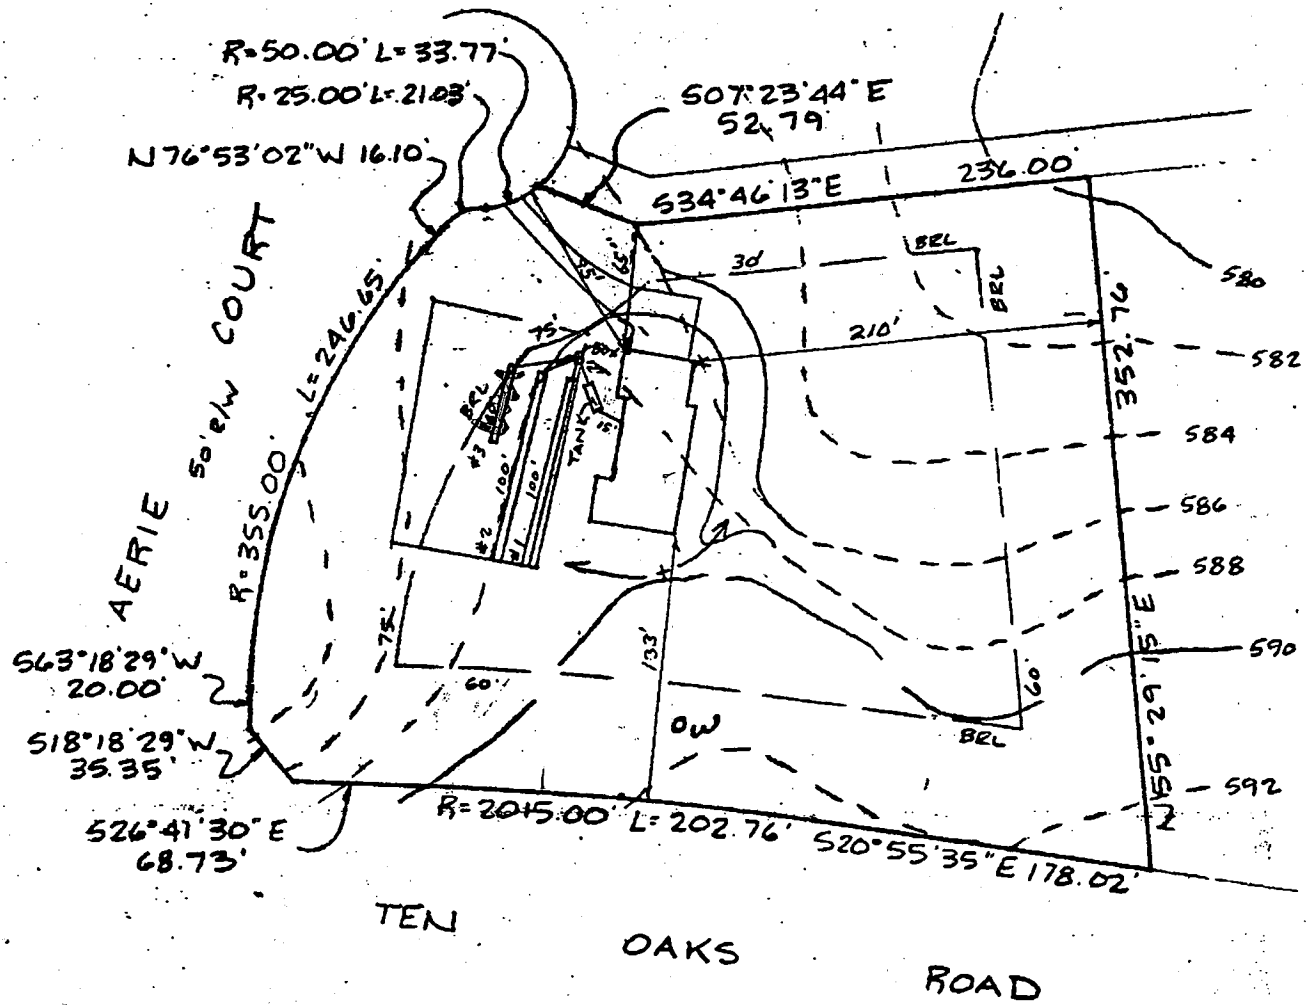 R=50.00' L=33.77'
R=25.00' L=21.03'
N76°53'02"W 16.10'
S07°23'44"E
52.79'
S34°46'13"E
236.00'
AERIE COURT
50' R/W
R=355.00' L=246.65'
BRL
BRL
30'
580
210'
352.76'
582
65'
75'
BRL
TANK
15'
#3
100'
100'
#2
#1
584
586
588
590
N55°29'15"E
S63°18'29"W
20.00'
75'
133'
60'
60'
OW
BRL
S18°18'29"W
35.35'
592
S26°41'30"E
68.73'
R=2015.00' L=202.76'
S20°55'35"E 178.02'
TEN OAKS ROAD